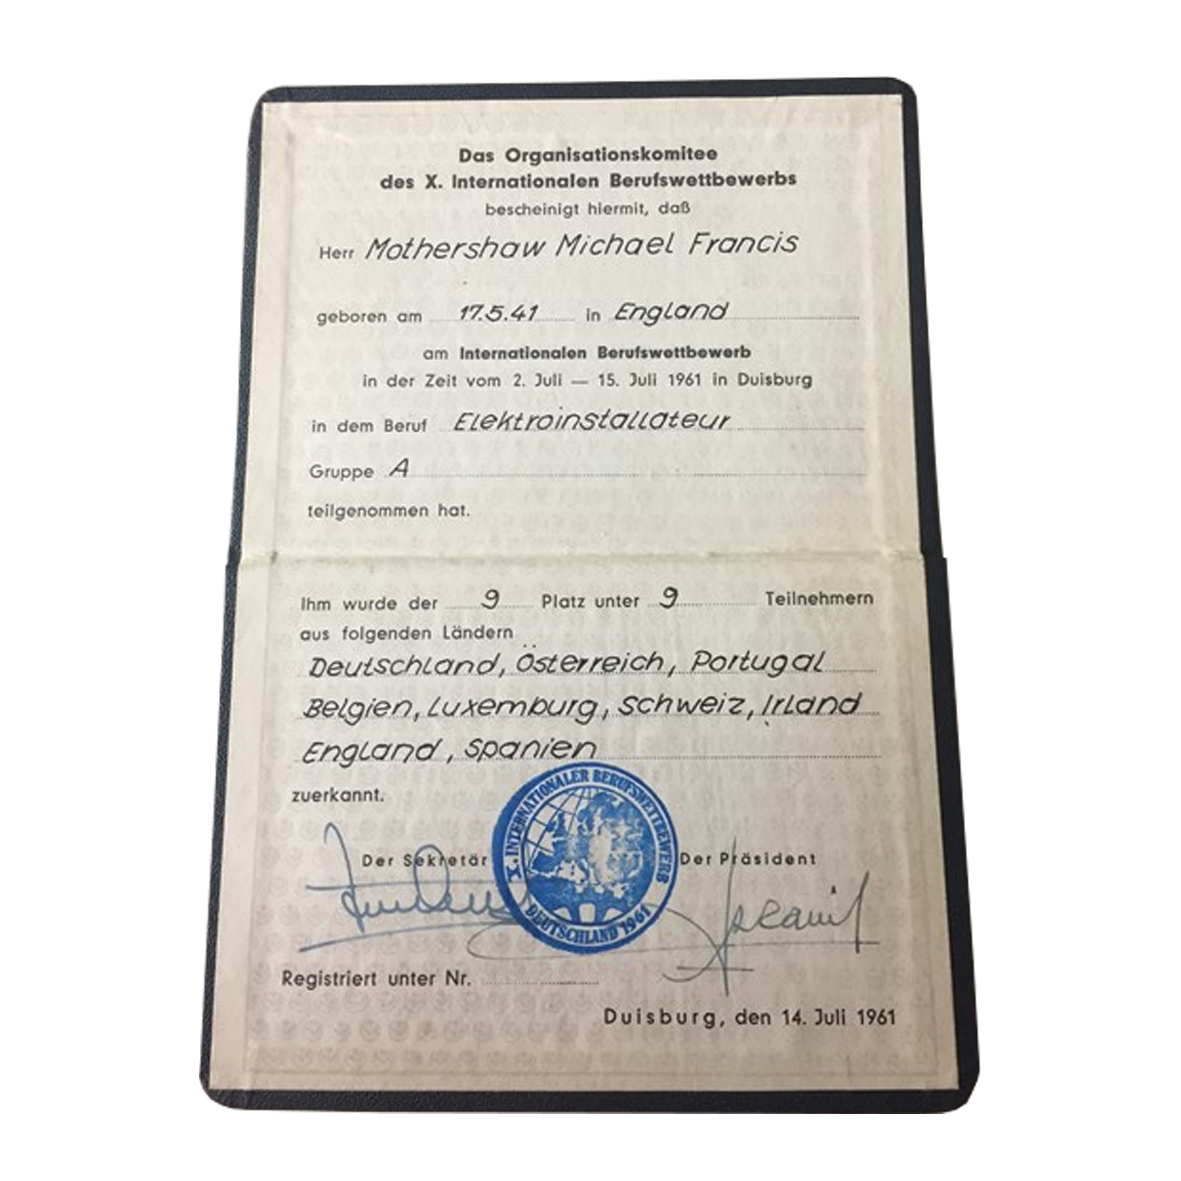 Das Organisationskomitee
des X. Internationalen Berufswettbewerbs
bescheinigt hiermit, daß
Herr Mothershaw Michael Francis
geboren am 17.5.41 in England
am Internationalen Berufswettbewerb
in der Zeit vom 2. Juli — 15. Juli 1961 in Duisburg
in dem Beruf Elektroinstallateur
Gruppe A
teilgenommen hat.
Ihm wurde der 9 Platz unter 9 Teilnehmern
aus folgenden Ländern
Deutschland, Österreich, Portugal
Belgien, Luxemburg, Schweiz, Irland
England, Spanien
zuerkannt.
X. INTERNATIONALER BERUFSWETTBEWERB
DEUTSCHLAND 1961
Der Sekretär Der Präsident
Registriert unter Nr.
Duisburg, den 14. Juli 1961